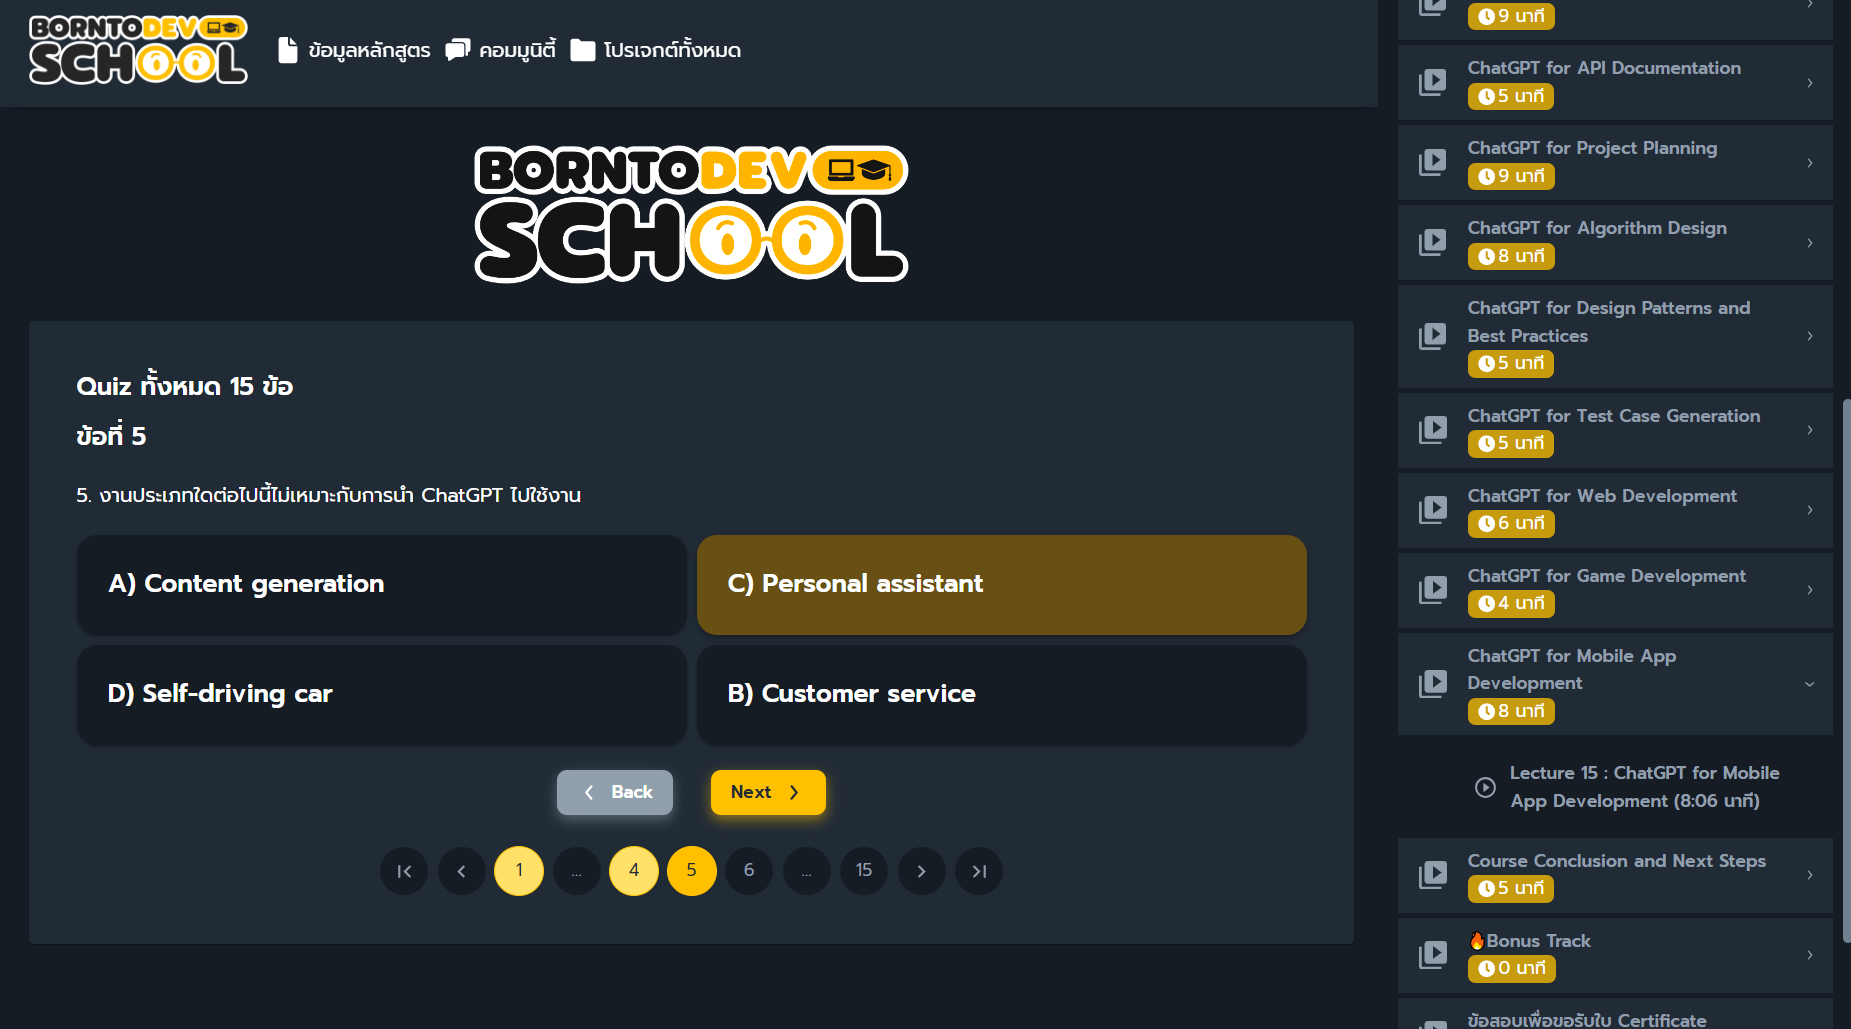 BORNTODEV
SCHOOL
ข้อมูลหลักสูตร
คอมมูนิตี้
โปรเจกต์ทั้งหมด
BORNTODEV
SCHOOL
Quiz ทั้งหมด 15 ข้อ
ข้อที่ 5
5. งานประเภทใดต่อไปนี้ไม่เหมาะกับการนำ ChatGPT ไปใช้งาน
A) Content generation
C) Personal assistant
D) Self-driving car
B) Customer service
Back
Next
1 ... 4 5 6 ... 15
9 นาที
ChatGPT for API Documentation
5 นาที
ChatGPT for Project Planning
9 นาที
ChatGPT for Algorithm Design
8 นาที
ChatGPT for Design Patterns and
Best Practices
5 นาที
ChatGPT for Test Case Generation
5 นาที
ChatGPT for Web Development
6 นาที
ChatGPT for Game Development
4 นาที
ChatGPT for Mobile App
Development
8 นาที
Lecture 15 : ChatGPT for Mobile
App Development (8:06 นาที)
Course Conclusion and Next Steps
5 นาที
🔥Bonus Track
0 นาที
ข้อสอบเพื่อขอรับใบ Certificate